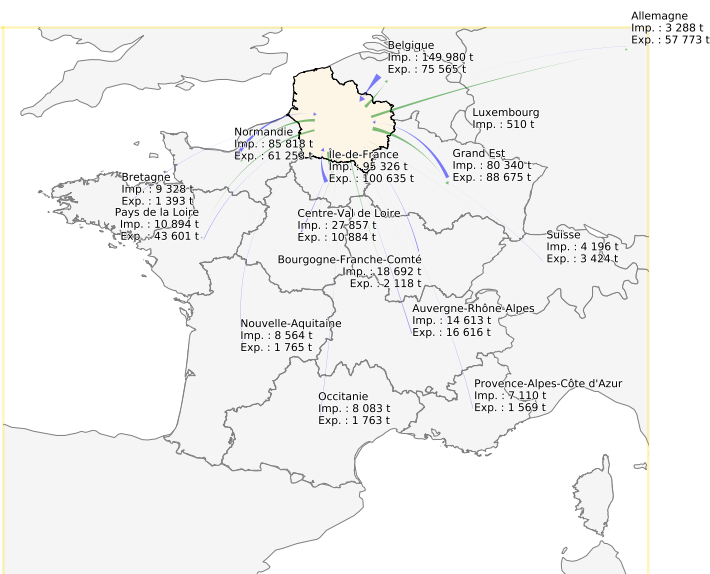 Allemagne
Imp. : 3 288 t
Exp. : 57 773 t
Belgique
Imp. : 149 980 t
Exp. : 75 565 t
Luxembourg
Imp. : 510 t
Normandie
Imp. : 85 818 t
Exp. : 61 258 t
Île-de-France
Imp. : 95 326 t
Exp. : 100 635 t
Grand Est
Imp. : 80 340 t
Exp. : 88 675 t
Bretagne
Imp. : 9 328 t
Exp. : 1 393 t
Pays de la Loire
Imp. : 10 894 t
Exp. : 43 601 t
Centre-Val de Loire
Imp. : 27 857 t
Exp. : 10 884 t
Suisse
Imp. : 4 196 t
Exp. : 3 424 t
Bourgogne-Franche-Comté
Imp. : 18 692 t
Exp. : 2 118 t
Auvergne-Rhône-Alpes
Imp. : 14 613 t
Exp. : 16 616 t
Nouvelle-Aquitaine
Imp. : 8 564 t
Exp. : 1 765 t
Provence-Alpes-Côte d'Azur
Imp. : 7 110 t
Exp. : 1 569 t
Occitanie
Imp. : 8 083 t
Exp. : 1 763 t